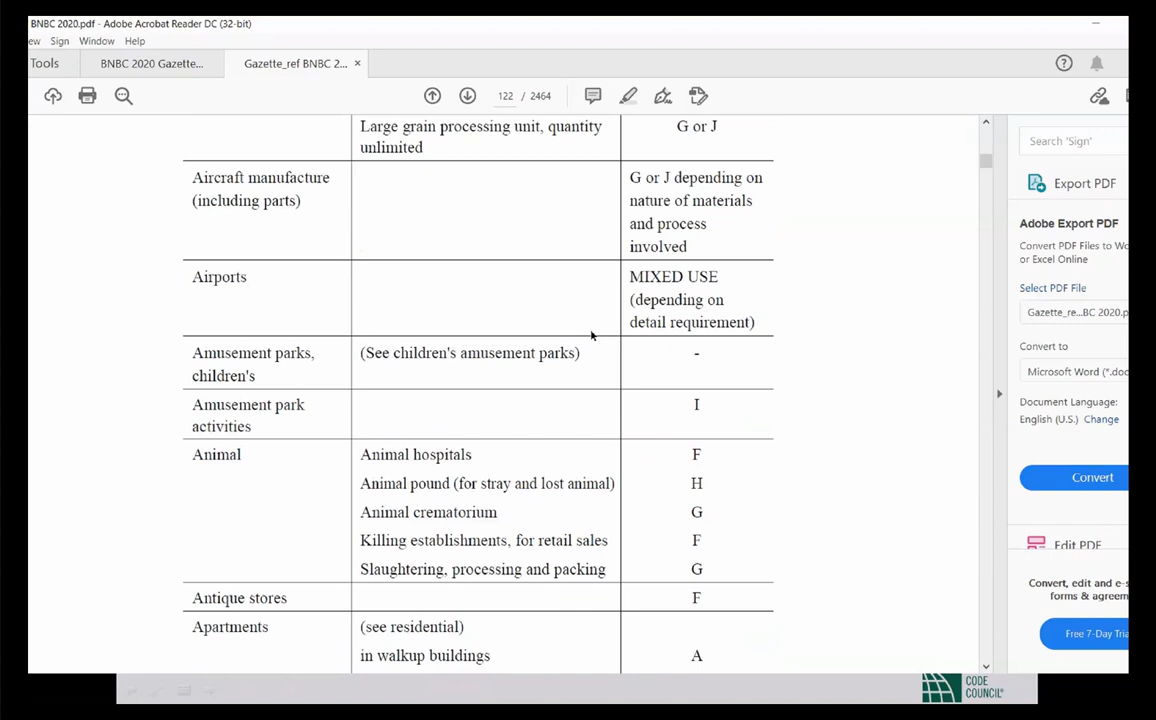 BNBC 2020.pdf - Adobe Acrobat Reader DC (32-bit)
ew Sign Window Help
Tools BNBC 2020 Gazette... Gazette_ref BNBC 2... ×
122 / 2464
Large grain processing unit, quantity unlimited G or J
Aircraft manufacture (including parts) G or J depending on nature of materials and process involved
Airports MIXED USE (depending on detail requirement)
Amusement parks, children's (See children's amusement parks) -
Amusement park activities I
Animal Animal hospitals F
Animal pound (for stray and lost animal) H
Animal crematorium G
Killing establishments, for retail sales F
Slaughtering, processing and packing G
Antique stores F
Apartments (see residential)
in walkup buildings A
Search 'Sign'
Export PDF
Adobe Export PDF
Convert PDF Files to Wo
or Excel Online
Select PDF File
Gazette_re...BC 2020.p
Convert to
Microsoft Word (*.doc
Document Language:
English (U.S.) Change
Convert
Edit PDF
Convert, edit and e-s
forms & agreem
Free 7-Day Tria
CODE
COUNCIL